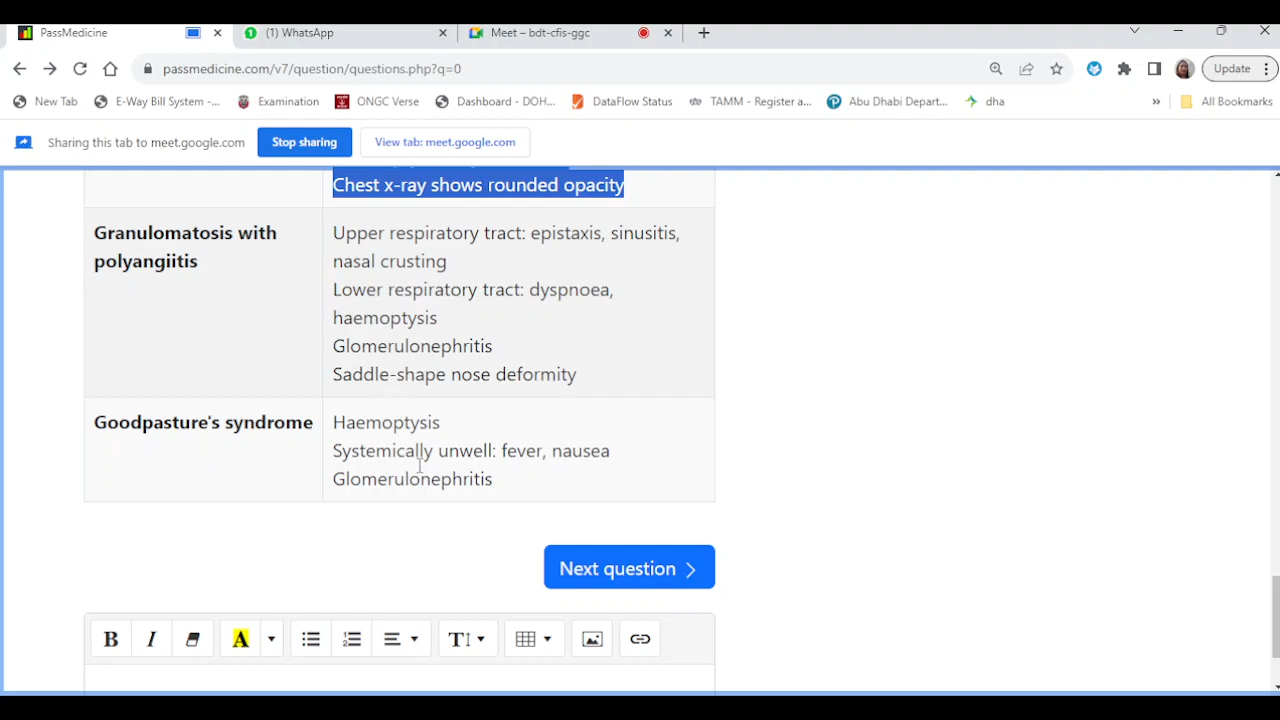 PassMedicine
(1) WhatsApp
Meet – bdt-cfis-ggc
passmedicine.com/v7/question/questions.php?q=0
Update
New Tab
E-Way Bill System -...
Examination
ONGC Verse
Dashboard - DOH...
DataFlow Status
TAMM - Register a...
Abu Dhabi Depart...
dha
»
All Bookmarks
Sharing this tab to meet.google.com
Stop sharing
View tab: meet.google.com
Chest x-ray shows rounded opacity
Granulomatosis with
polyangiitis
Upper respiratory tract: epistaxis, sinusitis,
nasal crusting
Lower respiratory tract: dyspnoea,
haemoptysis
Glomerulonephritis
Saddle-shape nose deformity
Goodpasture's syndrome
Haemoptysis
Systemically unwell: fever, nausea
Glomerulonephritis
Next question
B I A T